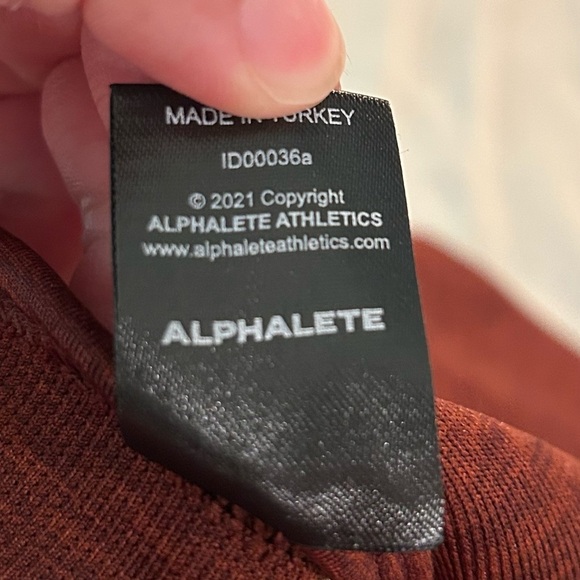 MADE IN TURKEY
ID00036a
© 2021 Copyright
ALPHALETE ATHLETICS
www.alphaleteathletics.com
ALPHALETE